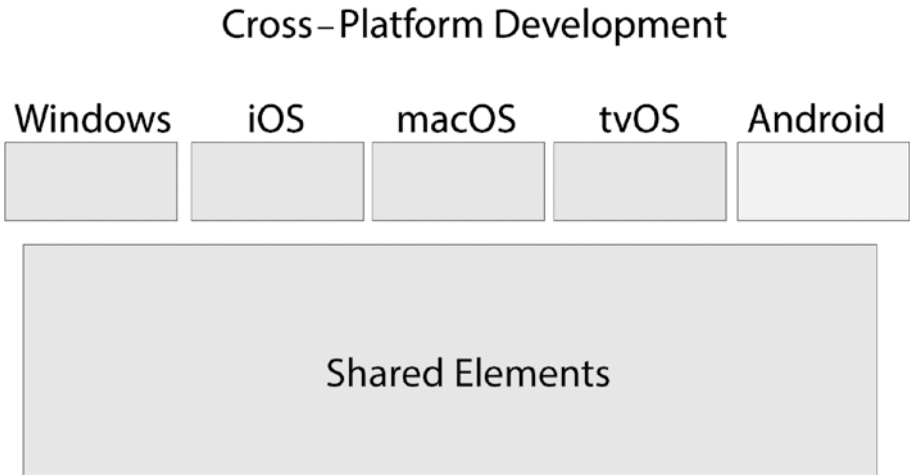 Cross–Platform Development
Windows iOS macOS tvOS Android
Shared Elements